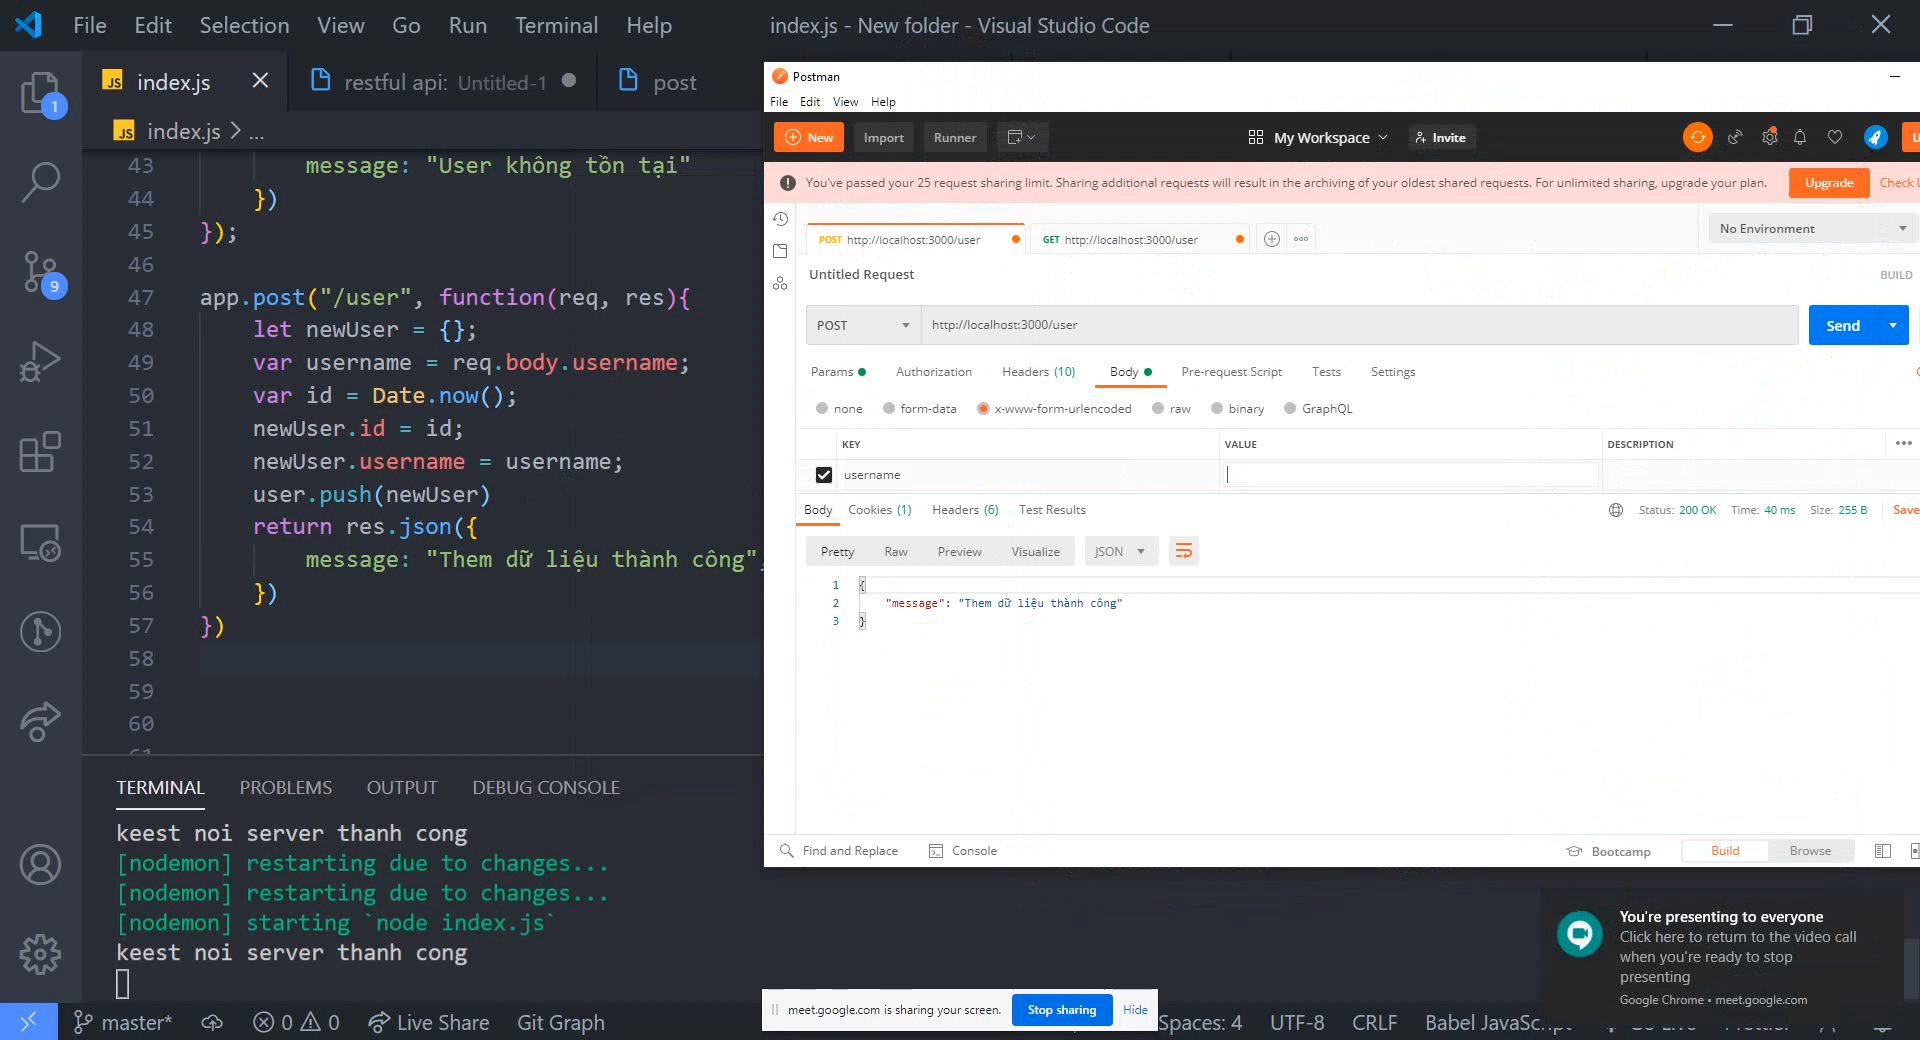 File Edit Selection View Go Run Terminal Help
index.js - New folder - Visual Studio Code
JS index.js
restful api: Untitled-1
post
JS index.js > ...
43 message: "User không tồn tại"
44 })
45 });
46
47 app.post("/user", function(req, res){
48 let newUser = {};
49 var username = req.body.username;
50 var id = Date.now();
51 newUser.id = id;
52 newUser.username = username;
53 user.push(newUser)
54 return res.json({
55 message: "Them dữ liệu thành công",
56 })
57 })
58
59
60
61
1
9
TERMINAL PROBLEMS OUTPUT DEBUG CONSOLE
keest noi server thanh cong
[nodemon] restarting due to changes...
[nodemon] restarting due to changes...
[nodemon] starting `node index.js`
keest noi server thanh cong
master* 0 0 Live Share Git Graph
Spaces: 4 UTF-8 CRLF Babel JavaScript
Postman
File Edit View Help
New Import Runner
My Workspace
Invite
You've passed your 25 request sharing limit. Sharing additional requests will result in the archiving of your oldest shared requests. For unlimited sharing, upgrade your plan.
Upgrade
Check
POST http://localhost:3000/user
GET http://localhost:3000/user
No Environment
Untitled Request
BUILD
POST http://localhost:3000/user
Send
Params Authorization Headers (10) Body Pre-request Script Tests Settings
none form-data x-www-form-urlencoded raw binary GraphQL
KEY VALUE DESCRIPTION
username
Body Cookies (1) Headers (6) Test Results
Status: 200 OK Time: 40 ms Size: 255 B Save
Pretty Raw Preview Visualize JSON
1 {
2 "message": "Them dữ liệu thành công"
3 }
Find and Replace Console
Bootcamp Build Browse
You're presenting to everyone
Click here to return to the video call
when you're ready to stop
presenting
Google Chrome • meet.google.com
meet.google.com is sharing your screen. Stop sharing Hide